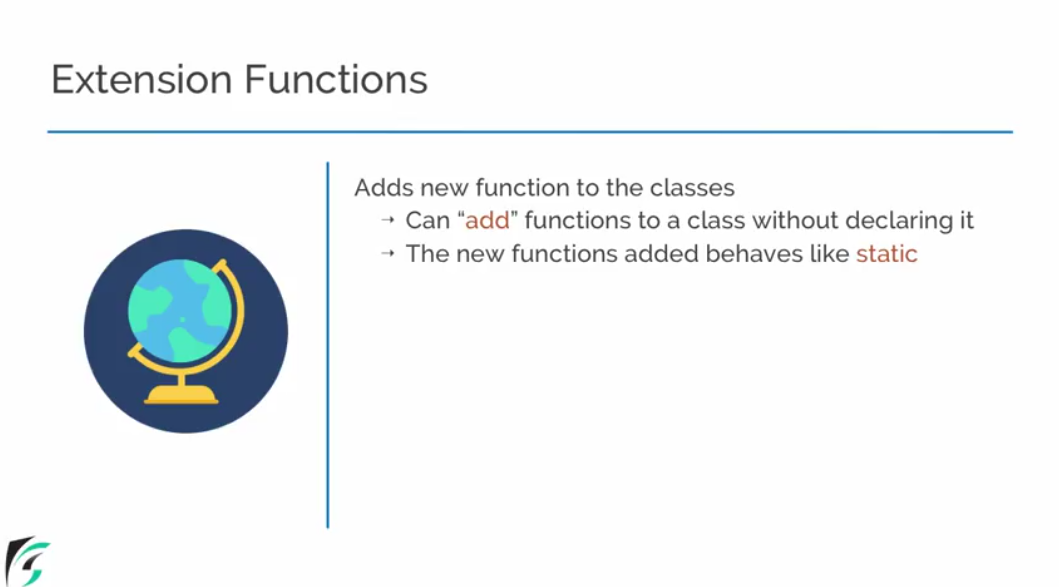 Extension Functions
Adds new function to the classes
→ Can “add” functions to a class without declaring it
→ The new functions added behaves like static